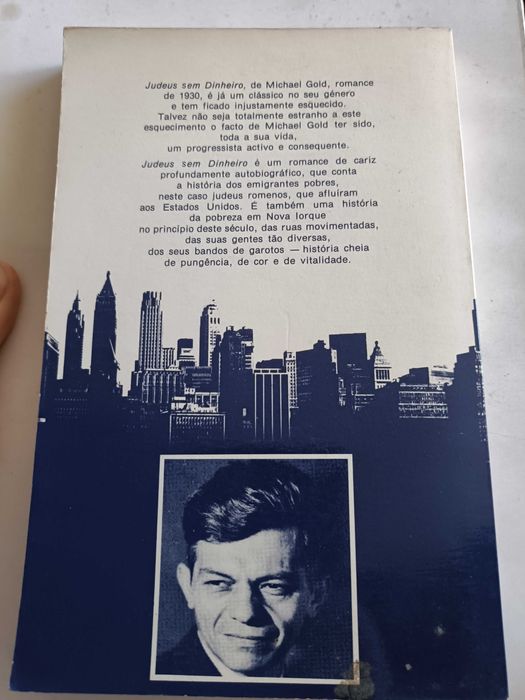 Judeus sem Dinheiro, de Michael Gold, romance
de 1930, é já um clássico no seu género
e tem ficado injustamente esquecido.
Talvez não seja totalmente estranho a este
esquecimento o facto de Michael Gold ter sido,
toda a sua vida,
um progressista activo e consequente.
Judeus sem Dinheiro é um romance de cariz
profundamente autobiográfico, que conta
a história dos emigrantes pobres,
neste caso judeus romenos, que afluíram
aos Estados Unidos. É também uma história
da pobreza em Nova Iorque
no princípio deste século, das ruas movimentadas,
das suas gentes tão diversas,
dos seus bandos de garotos — história cheia
de pungência, de cor e de vitalidade.